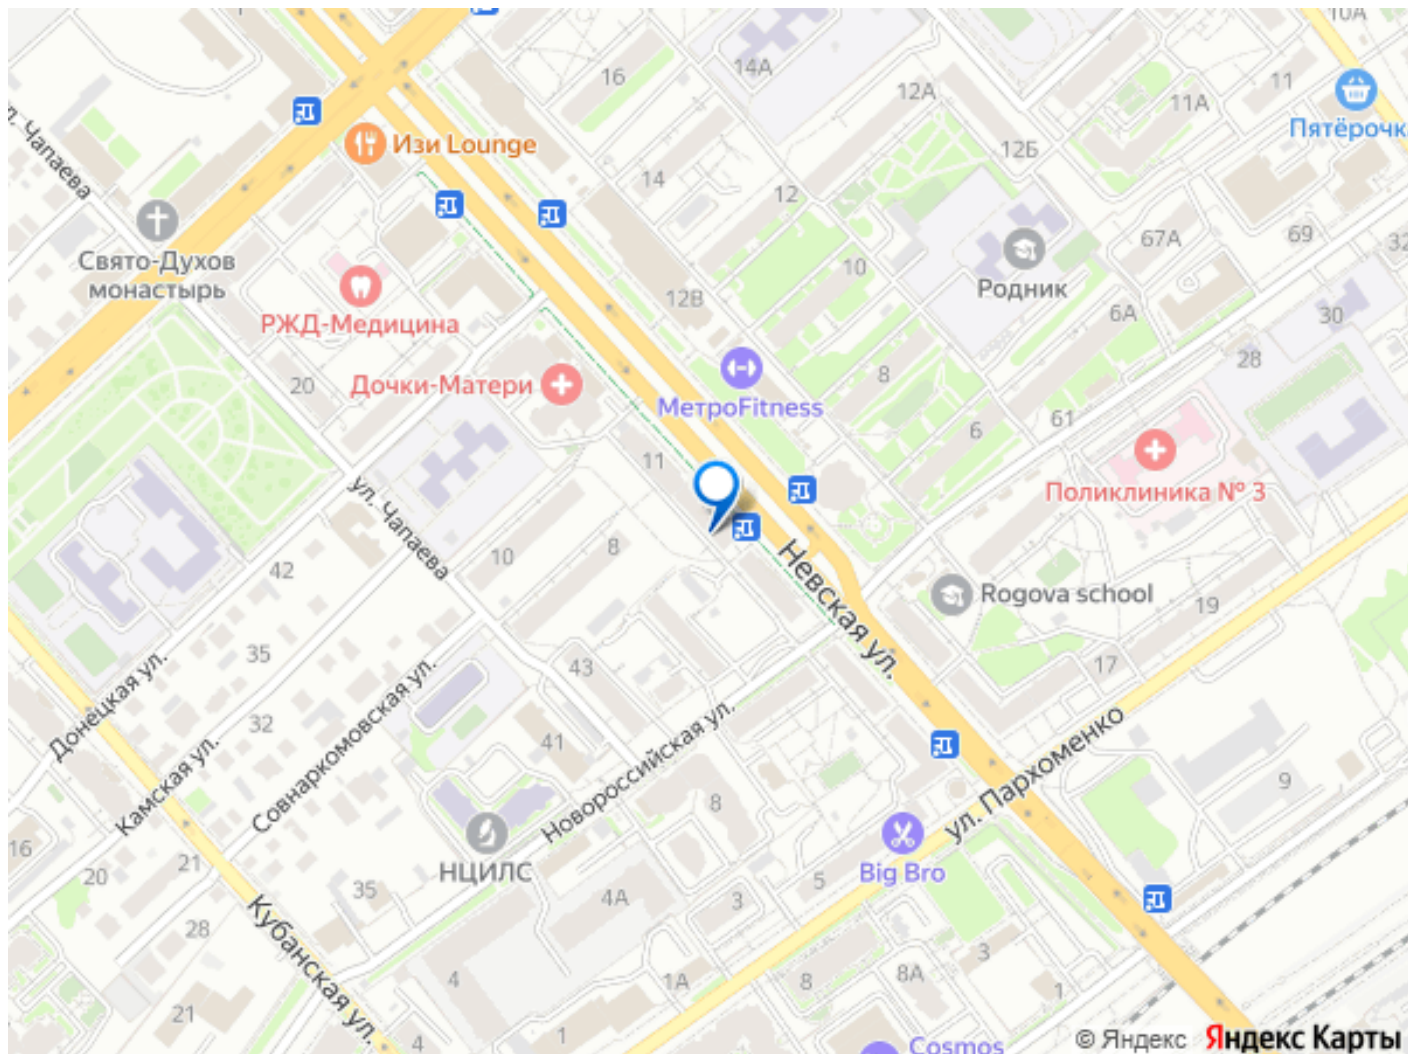 10А
16
14А
11
12А
11А
Пятёрочк
ул. Чапаева
Изи Lounge
12Б
14
12
Свято-Духов
монастырь
67А
69
32
10
Родник
12В
6А
30
РЖД-Медицина
28
20
Дочки-Матери
8
МетроFitness
61
6
11
Поликлиника № 3
ул. Чапаева
10
8
42
Невская ул.
Rogova school
19
35
43
17
Донецкая ул.
32
Совнаркомовская ул.
Новороссийская ул.
41
ул. Пархоменко
Камская ул.
9
8
16
21
20
НЦИЛС
Big Bro
35
5
4А
3
28
Кубанская ул.
3
4
1А
8
8А
1
21
4
1
Cosmos
© Яндекс Яндекс Карты